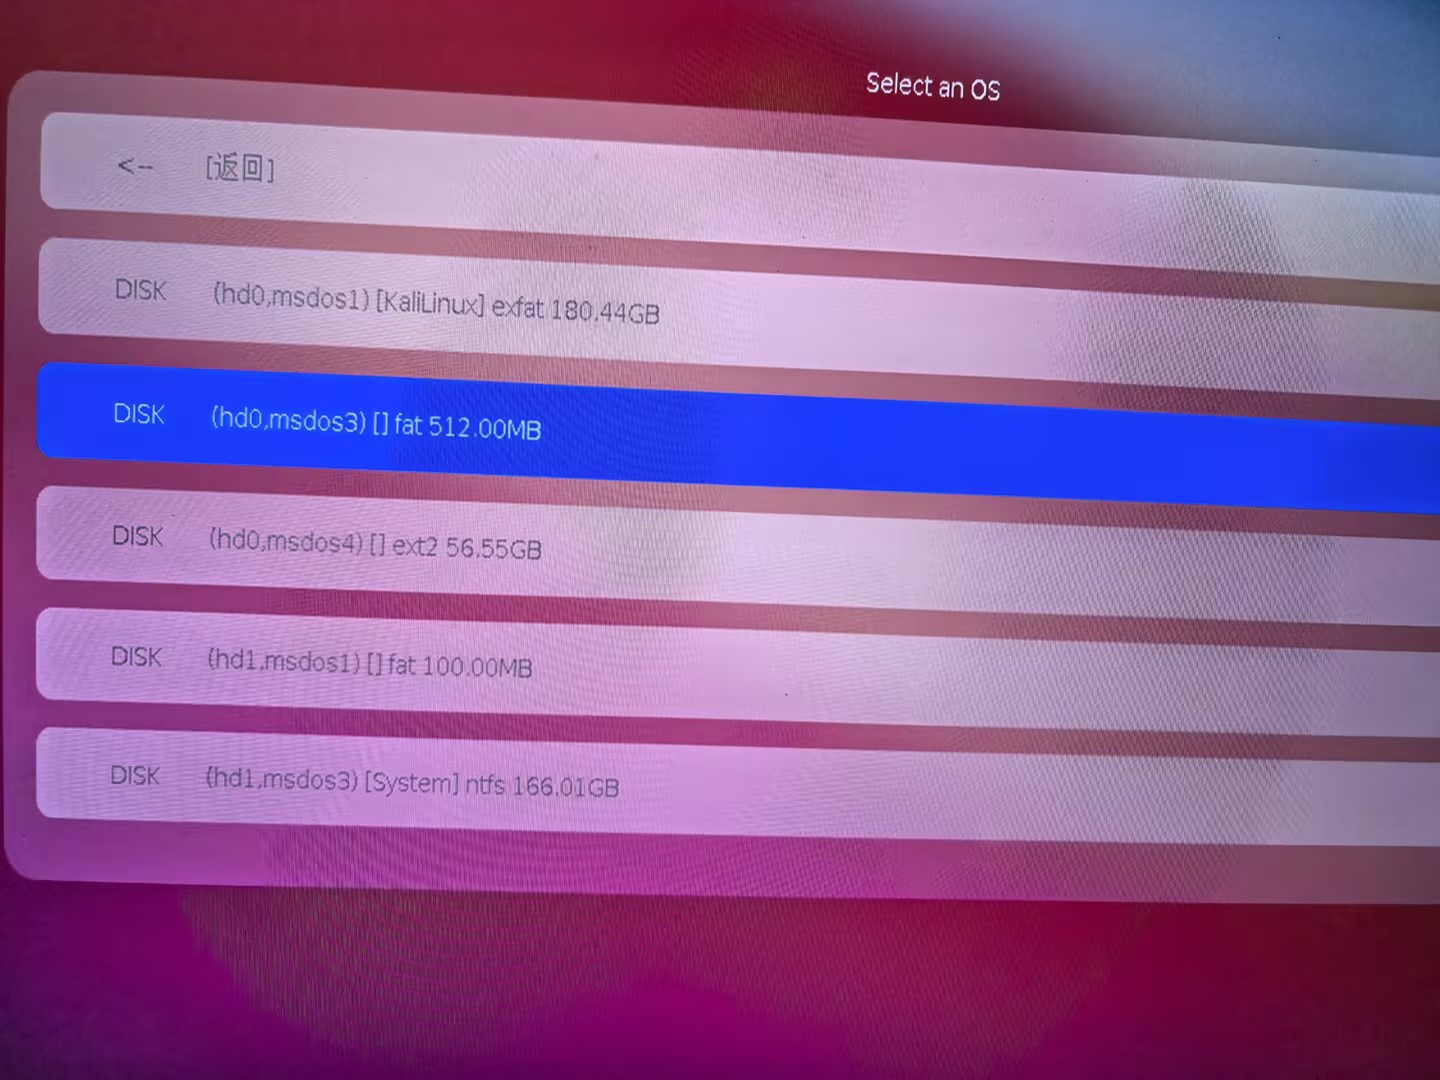 Select an OS
<-- [返回]
DISK (hd0,msdos1) [KaliLinux] exfat 180.44GB
DISK (hd0,msdos3) [] fat 512.00MB
DISK (hd0,msdos4) [] ext2 56.55GB
DISK (hd1,msdos1) [] fat 100.00MB
DISK (hd1,msdos3) [System] ntfs 166.01GB